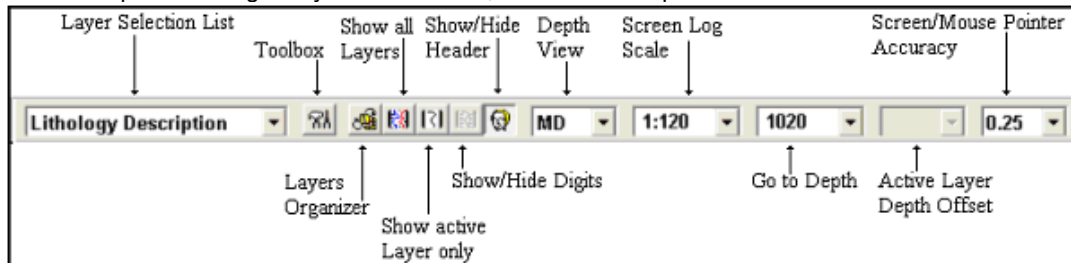 Layer Selection List
Toolbox
Show all
Layers
Show/Hide
Header
Depth
View
Screen Log
Scale
Screen/Mouse Pointer
Accuracy
Lithology Description
MD
1:120
1020
0.25
Layers
Organizer
Show active
Layer only
Show/Hide Digits
Go to Depth
Active Layer
Depth Offset